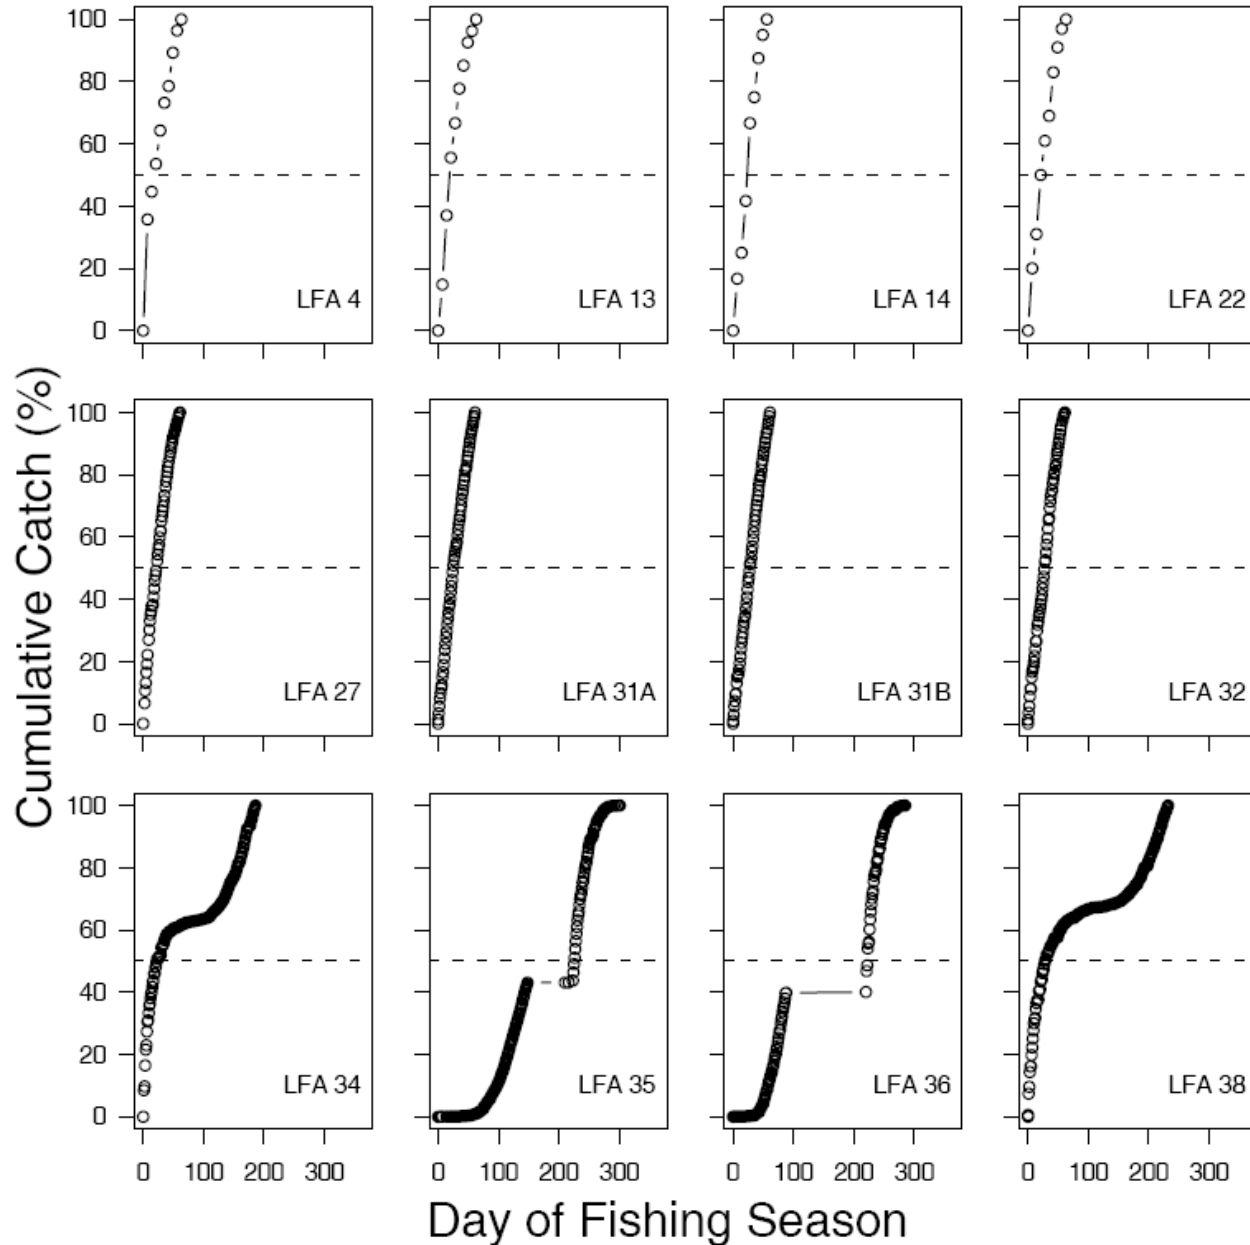 Cumulative Catch (%)
100
80
60
40
20
0
LFA 4
LFA 13
LFA 14
LFA 22
100
80
60
40
20
0
LFA 27
LFA 31A
LFA 31B
LFA 32
100
80
60
40
20
0
LFA 34
LFA 35
LFA 36
LFA 38
0 100 200 300
0 100 200 300
0 100 200 300
0 100 200 300
Day of Fishing Season